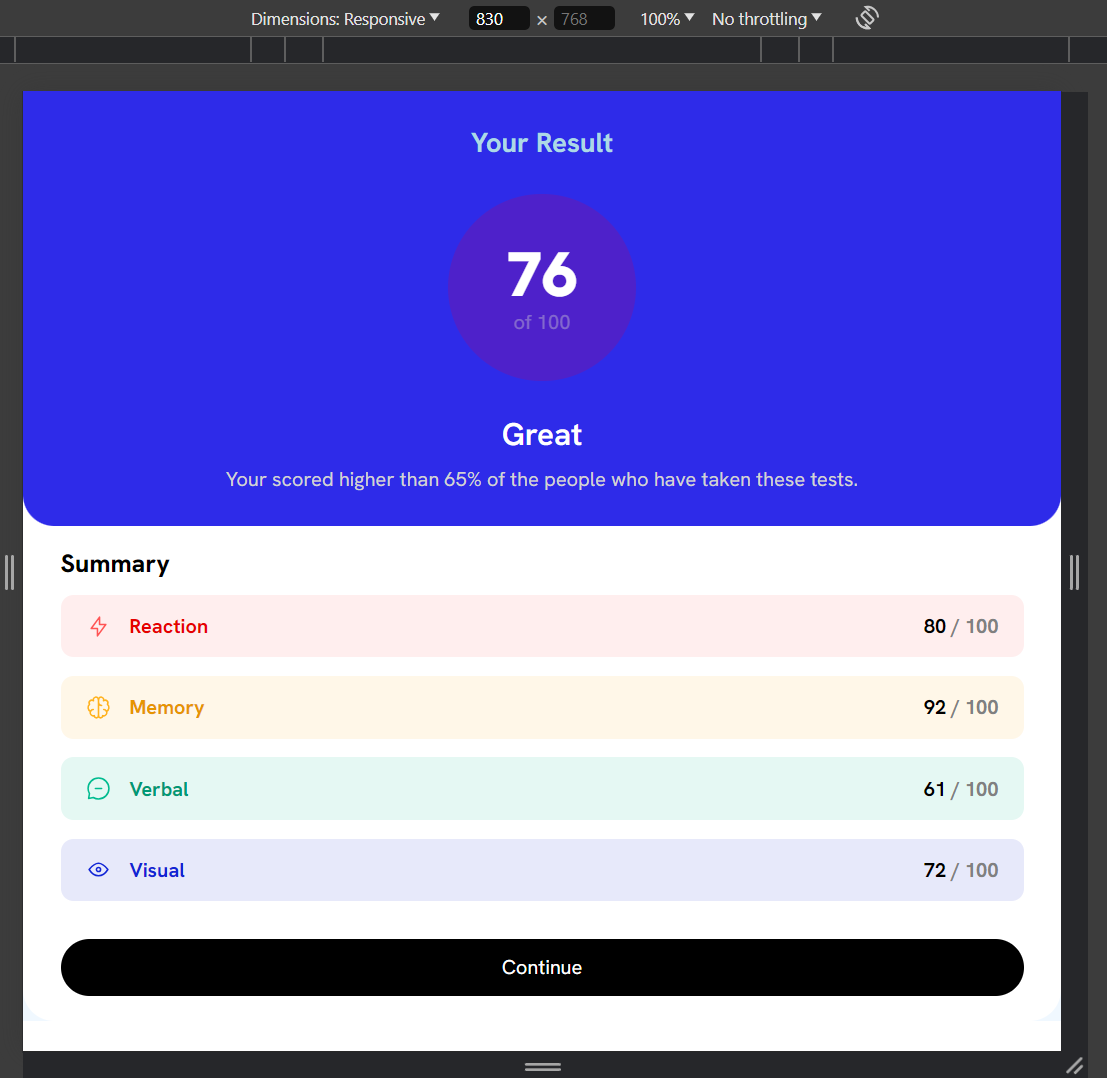 Dimensions: Responsive ▼ 830 × 768 100% ▼ No throttling ▼
Your Result
76
of 100
Great
Your scored higher than 65% of the people who have taken these tests.
Summary
Reaction 80 / 100
Memory 92 / 100
Verbal 61 / 100
Visual 72 / 100
Continue